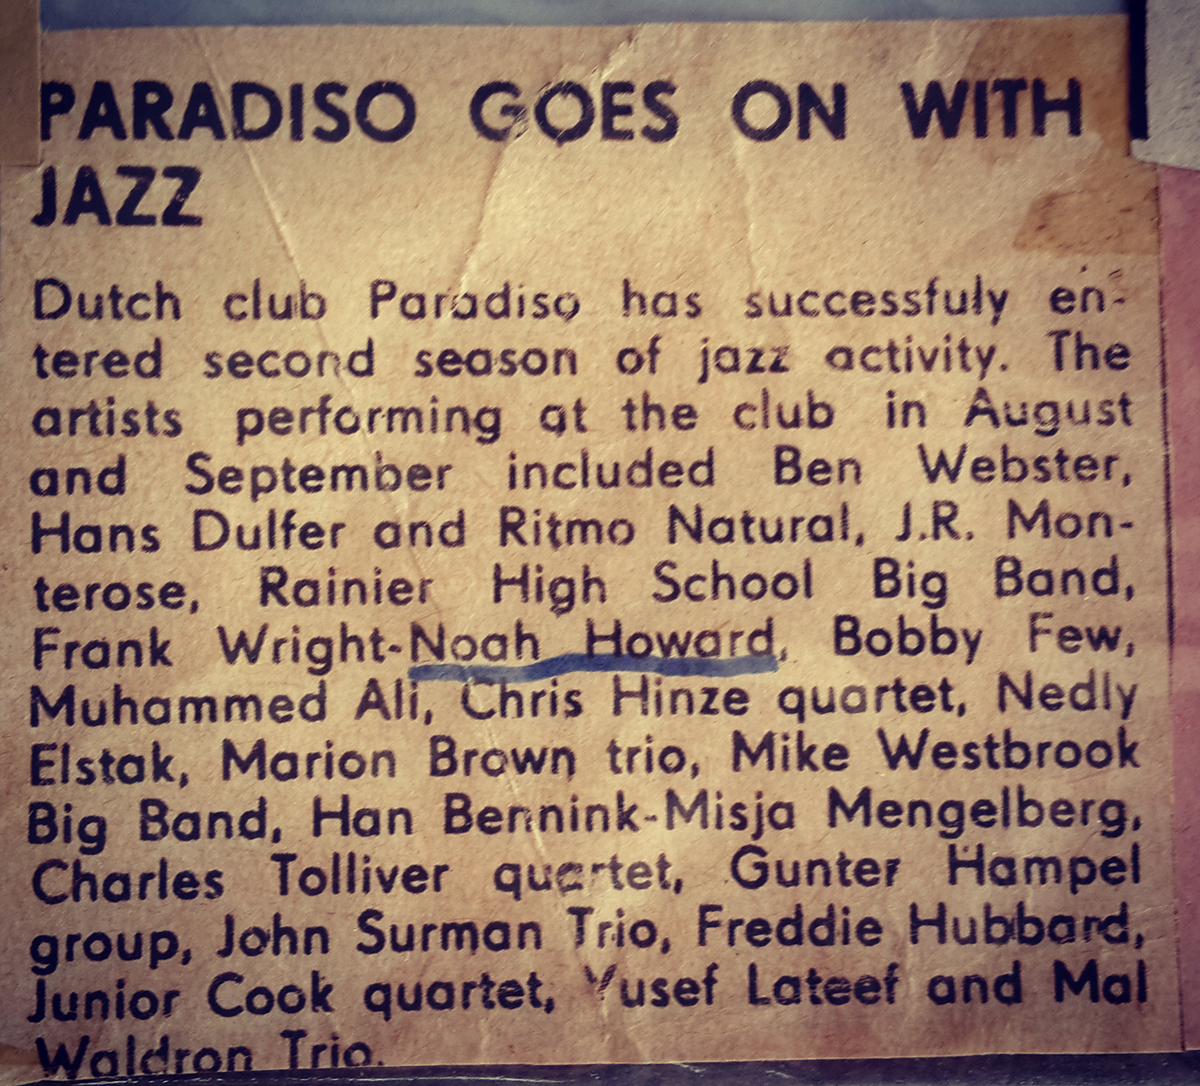 PARADISO GOES ON WITH
JAZZ
Dutch club Paradiso has successfuly en-
tered second season of jazz activity. The
artists performing at the club in August
and September included Ben Webster,
Hans Dulfer and Ritmo Natural, J.R. Mon-
terose, Rainier High School Big Band,
Frank Wright-Noah Howard, Bobby Few,
Muhammed Ali, Chris Hinze quartet, Nedly
Elstak, Marion Brown trio, Mike Westbrook
Big Band, Han Bennink-Misja Mengelberg,
Charles Tolliver quartet, Gunter Hampel
group, John Surman Trio, Freddie Hubbard,
Junior Cook quartet, Yusef Lateef and Mal
Waldron Trio.